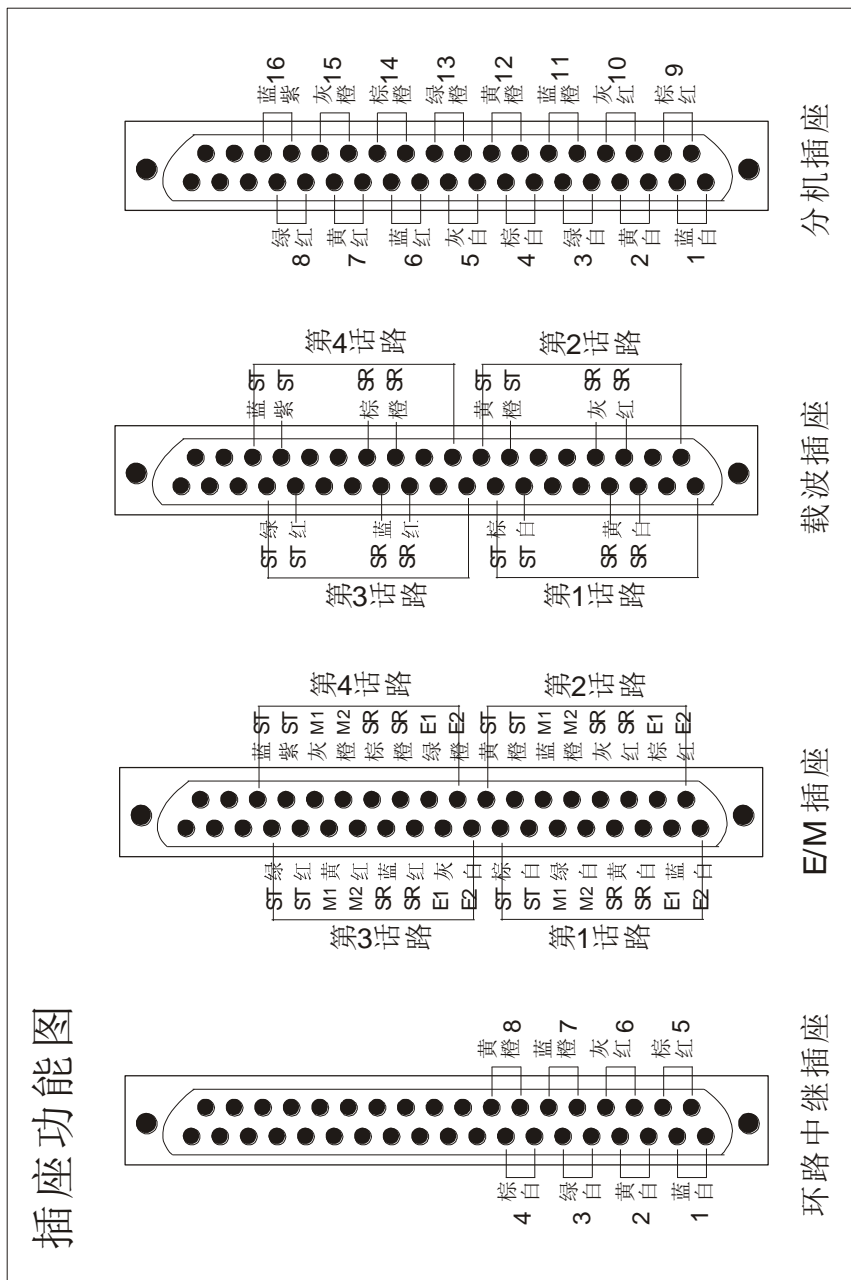 插座功能图
棕
白
4
绿
白
3
黄
白
2
蓝
白
1
黄
橙
8
蓝
橙
7
灰
红
6
棕
红
5
环路中继插座
第3话路
ST 绿
ST 红
M1 黄
M2 红
SR 蓝
SR 红
E1 灰
E2 白
第1话路
ST 棕
ST 白
M1 绿
M2 白
SR 黄
SR 白
E1 蓝
E2 白
第4话路
蓝 ST
紫 ST
灰 M1
橙 M2
棕 SR
橙 SR
绿 E1
橙 E2
第2话路
黄 ST
橙 ST
蓝 M1
橙 M2
灰 SR
红 SR
棕 E1
红 E2
E/M 插座
第3话路
ST 绿
ST 红
SR 蓝
SR 红
第1话路
ST 棕
ST 白
SR 黄
SR 白
第4话路
蓝 ST
紫 ST
棕 SR
橙 SR
第2话路
黄 ST
橙 ST
灰 SR
红 SR
载波插座
绿
红
8
黄
红
7
蓝
红
6
灰
白
5
棕
白
4
绿
白
3
黄
白
2
蓝
白
1
蓝
紫
16
灰
橙
15
棕
橙
14
绿
橙
13
黄
橙
12
蓝
橙
11
灰
红
10
棕
红
9
分机插座